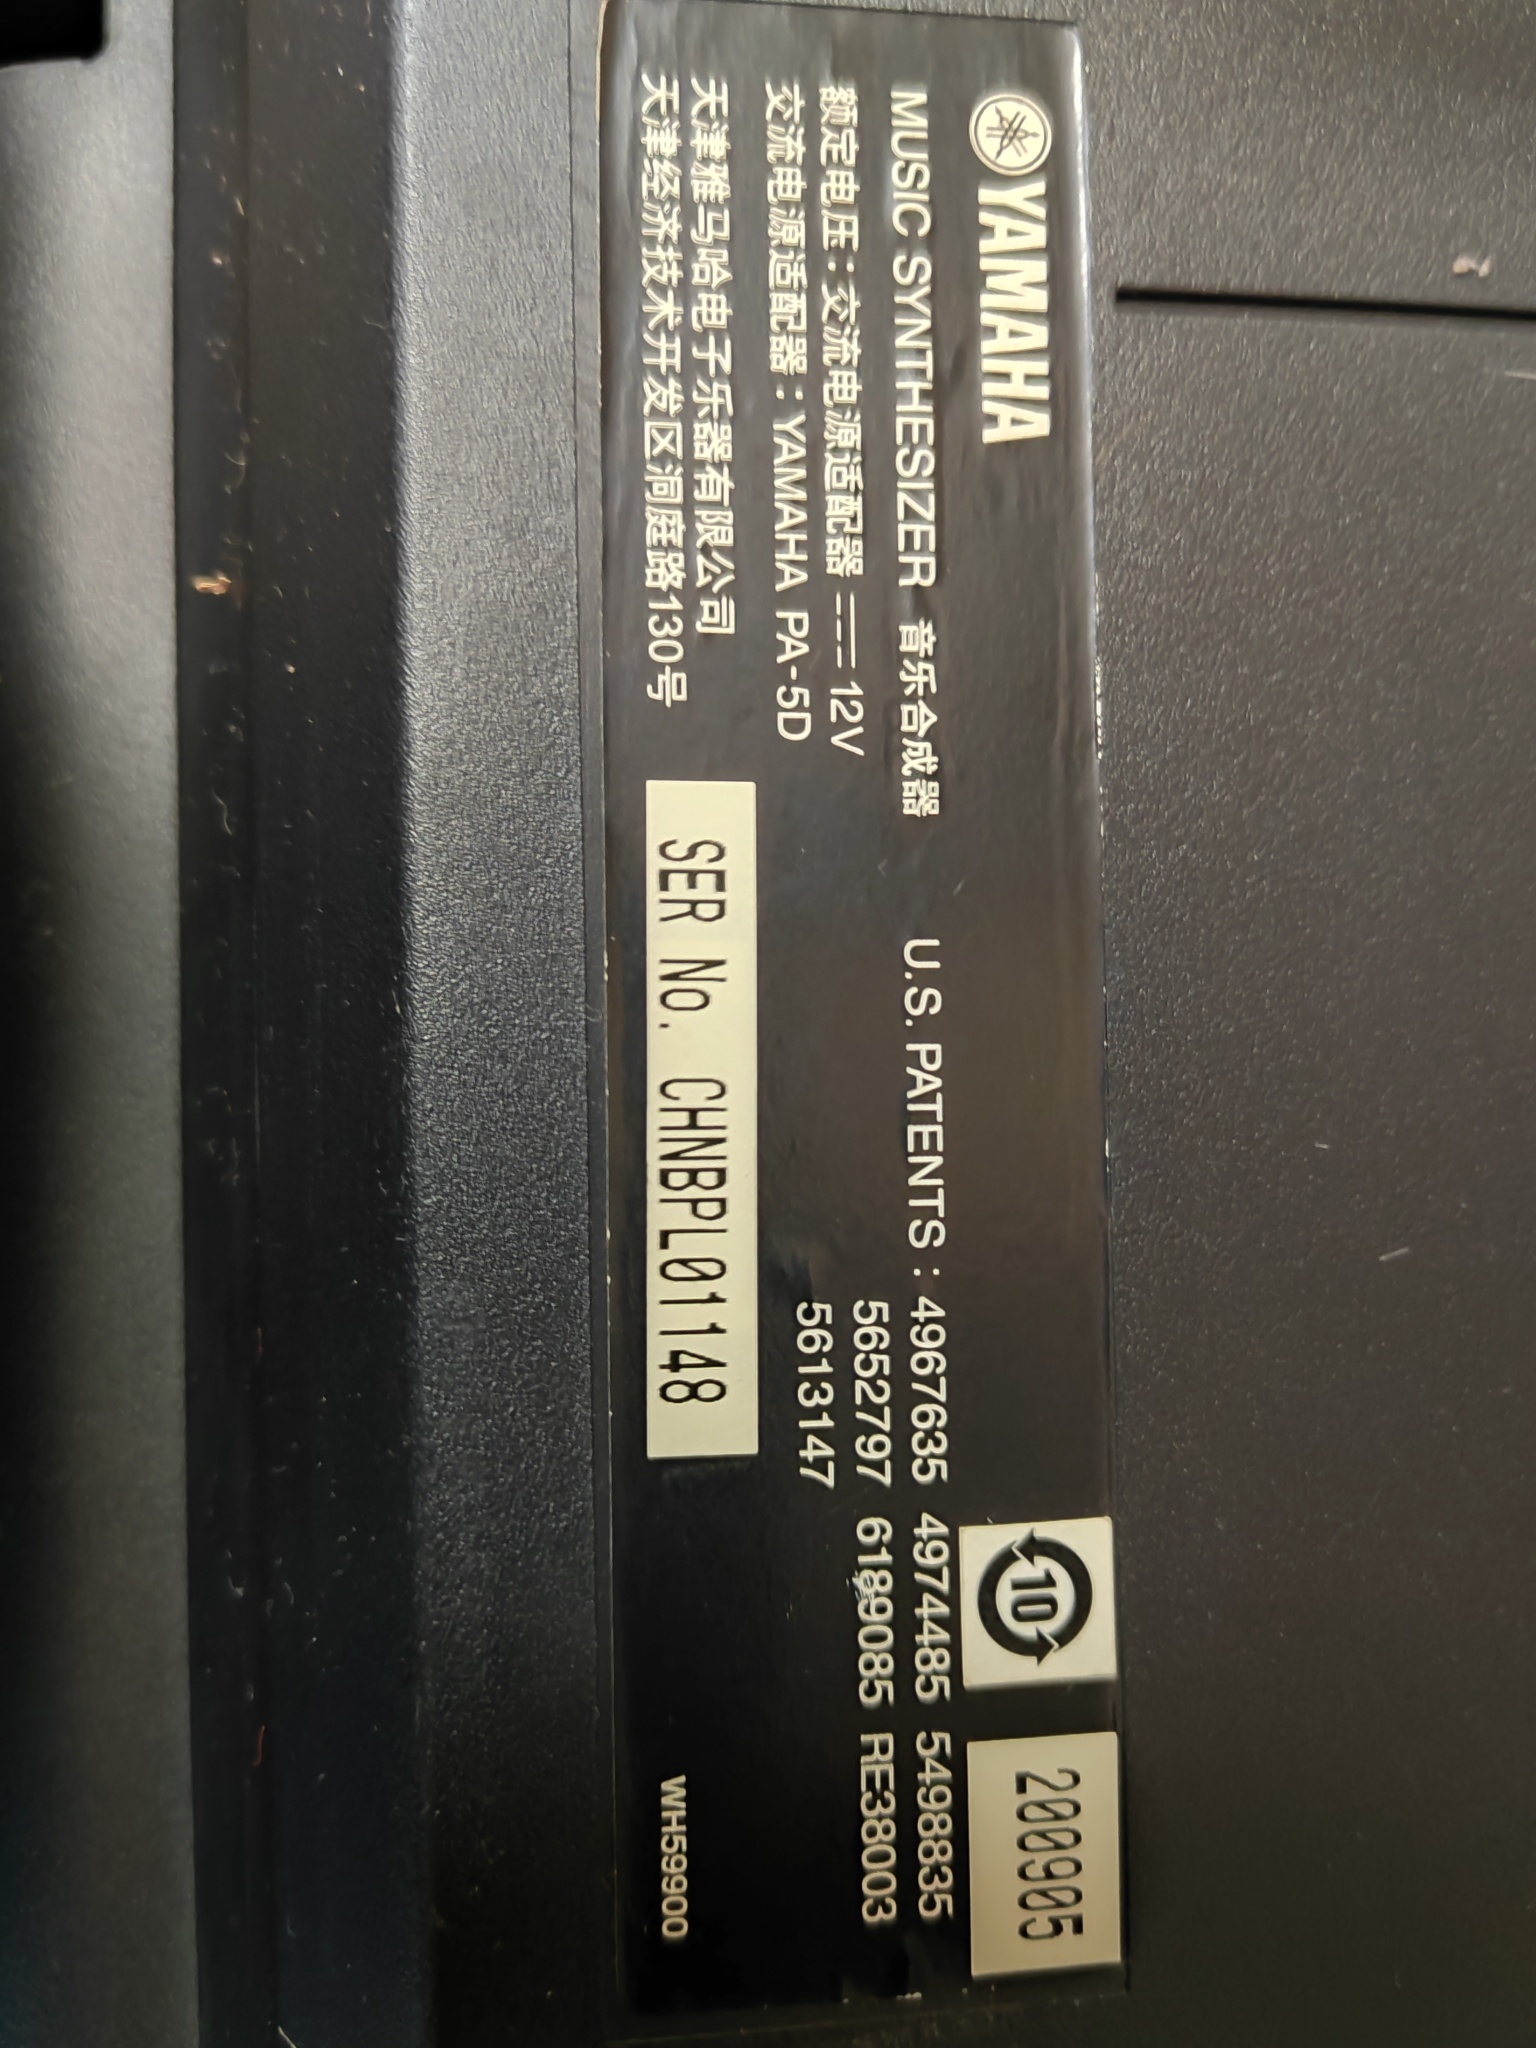 YAMAHA
10
200905
MUSIC SYNTHESIZER 音乐合成器
额定电压：交流电源适配器 ⎓ 12V
交流电源适配器：YAMAHA PA-5D
U.S. PATENTS : 4967635 4974485 5498835
5652797 6189085 RE38003
5613147
天津雅马哈电子乐器有限公司
天津经济技术开发区洞庭路130号
SER No. CHNBPL01148
WH59900